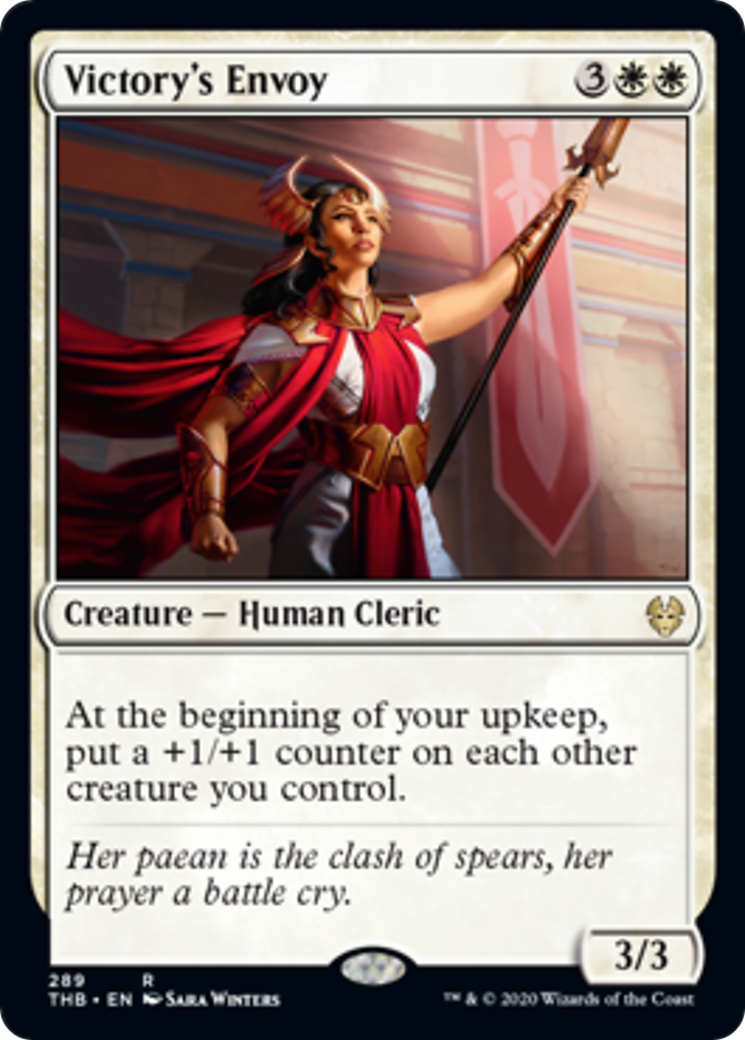 Victory's Envoy 3
Creature — Human Cleric
At the beginning of your upkeep,
put a +1/+1 counter on each other
creature you control.
Her paean is the clash of spears, her
prayer a battle cry.
3/3
289 R
THB • EN Sara Winters
™ & © 2020 Wizards of the Coast